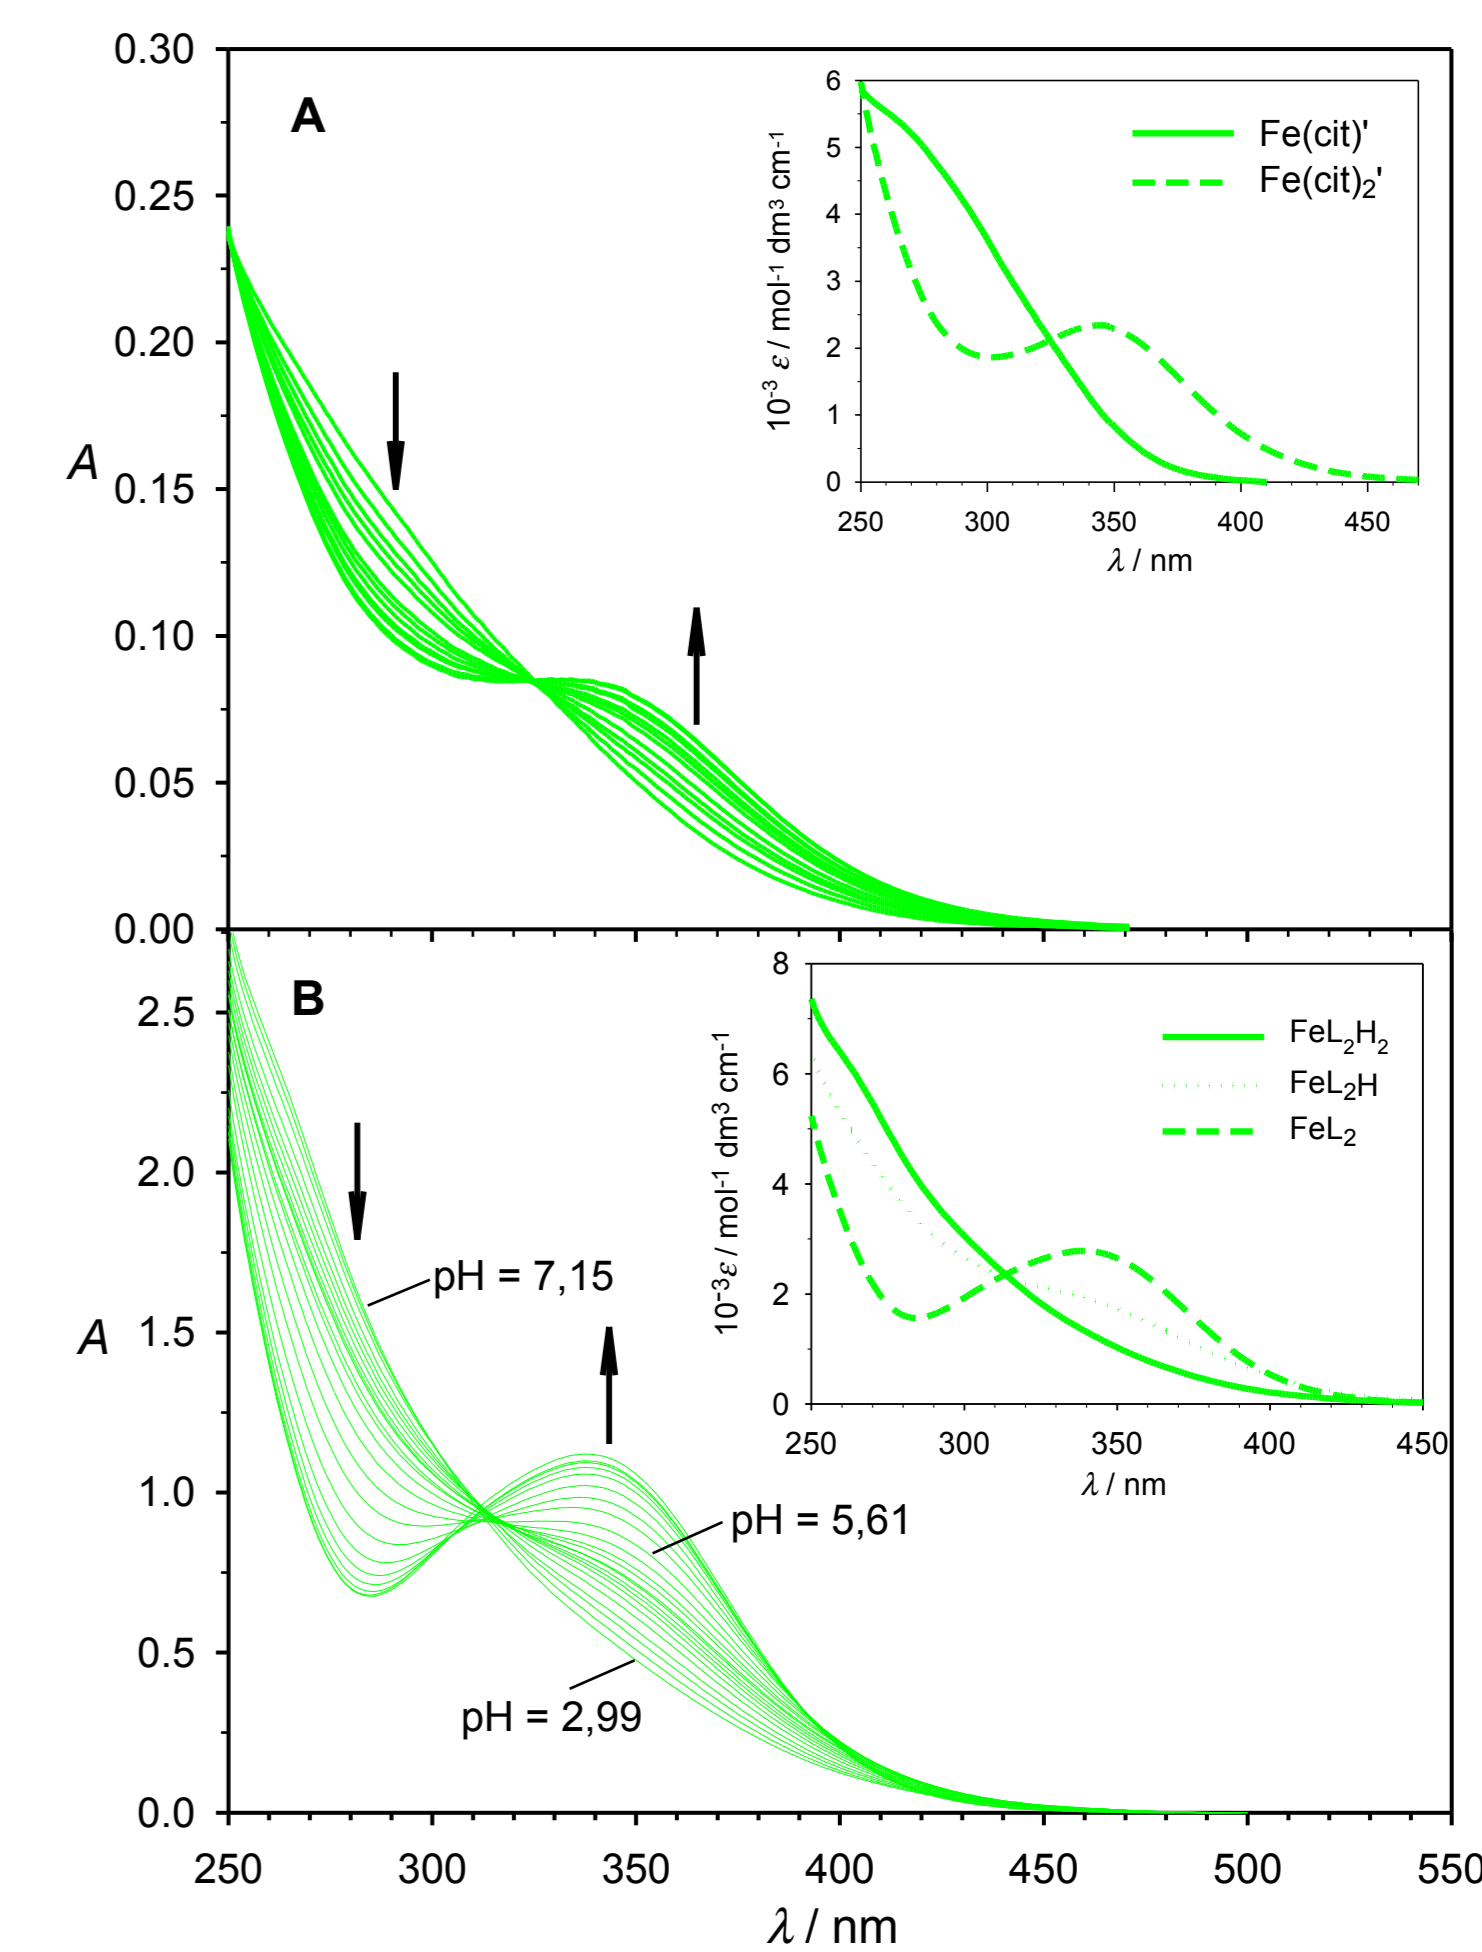 0.30
0.25
0.20
0.15
0.10
0.05
0.00
A
A
6
5
4
3
2
1
0
10⁻³ ε / mol⁻¹ dm³ cm⁻¹
Fe(cit)'
Fe(cit)₂'
250 300 350 400 450
λ / nm
2.5
2.0
1.5
1.0
0.5
0.0
A
B
pH = 7,15
pH = 5,61
pH = 2,99
8
6
4
2
0
10⁻³ε / mol⁻¹ dm³ cm⁻¹
FeL₂H₂
FeL₂H
FeL₂
250 300 350 400 450
λ / nm
250 300 350 400 450 500 550
λ / nm